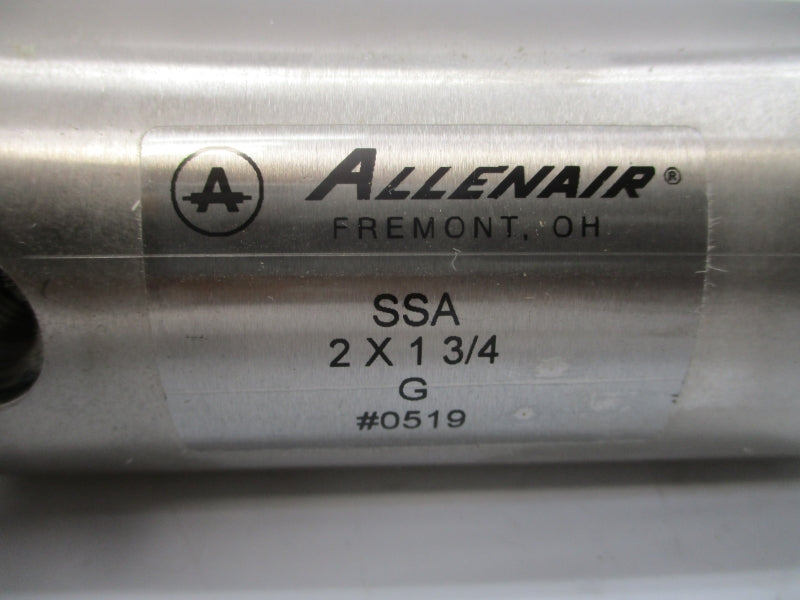 A ALLENAIR®
FREMONT, OH
SSA
2 X 1 3/4
G
#0519